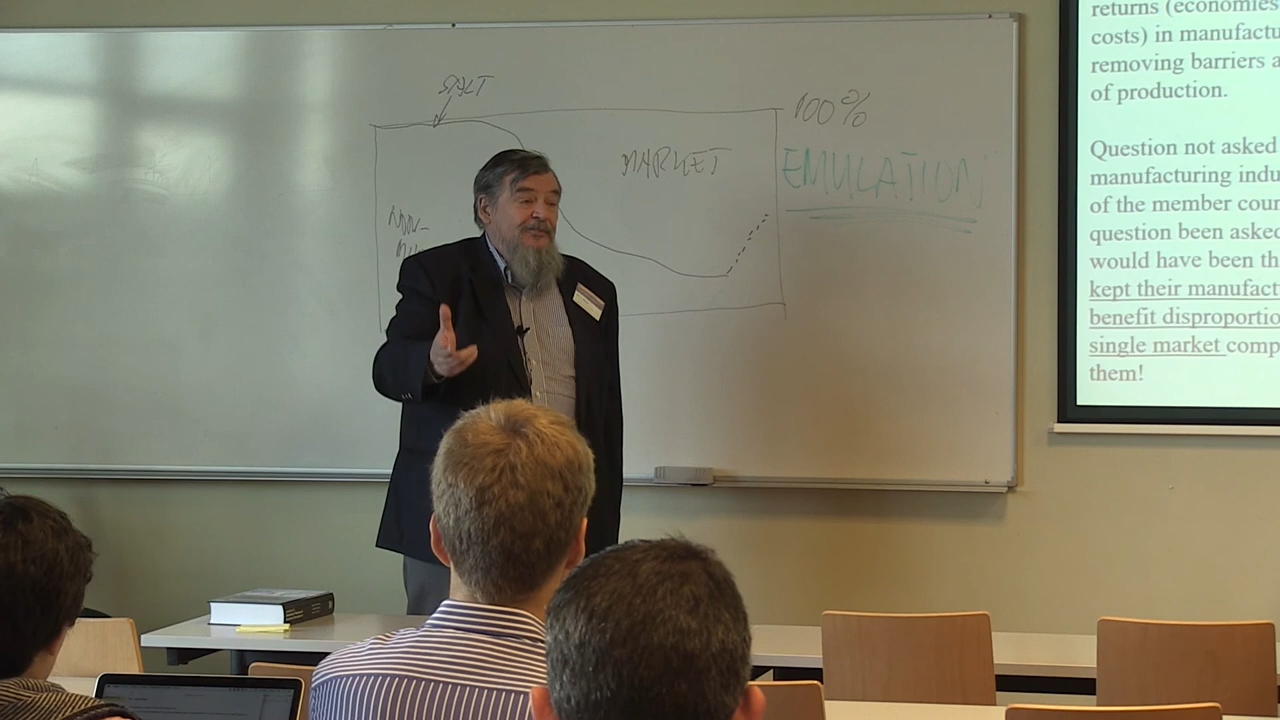 SALT
100%
MARKET
EMULATION
returns (economies
costs) in manufactu
removing barriers a
of production.
Question not asked
manufacturing indu
of the member coun
question been asked
would have been th
kept their manufact
benefit disproportio
single market comp
them!